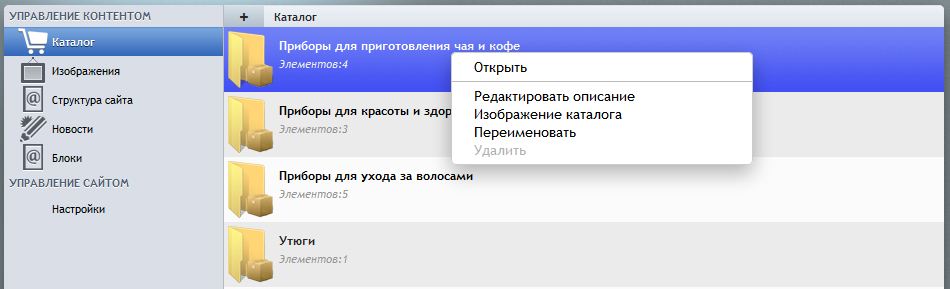 УПРАВЛЕНИЕ КОНТЕНТОМ
Каталог
Изображения
Структура сайта
Новости
Блоки
УПРАВЛЕНИЕ САЙТОМ
Настройки
+ Каталог
Приборы для приготовления чая и кофе
Элементов:4
Приборы для красоты и здор
Элементов:3
Приборы для ухода за волосами
Элементов:5
Утюги
Элементов:1
Открыть
Редактировать описание
Изображение каталога
Переименовать
Удалить